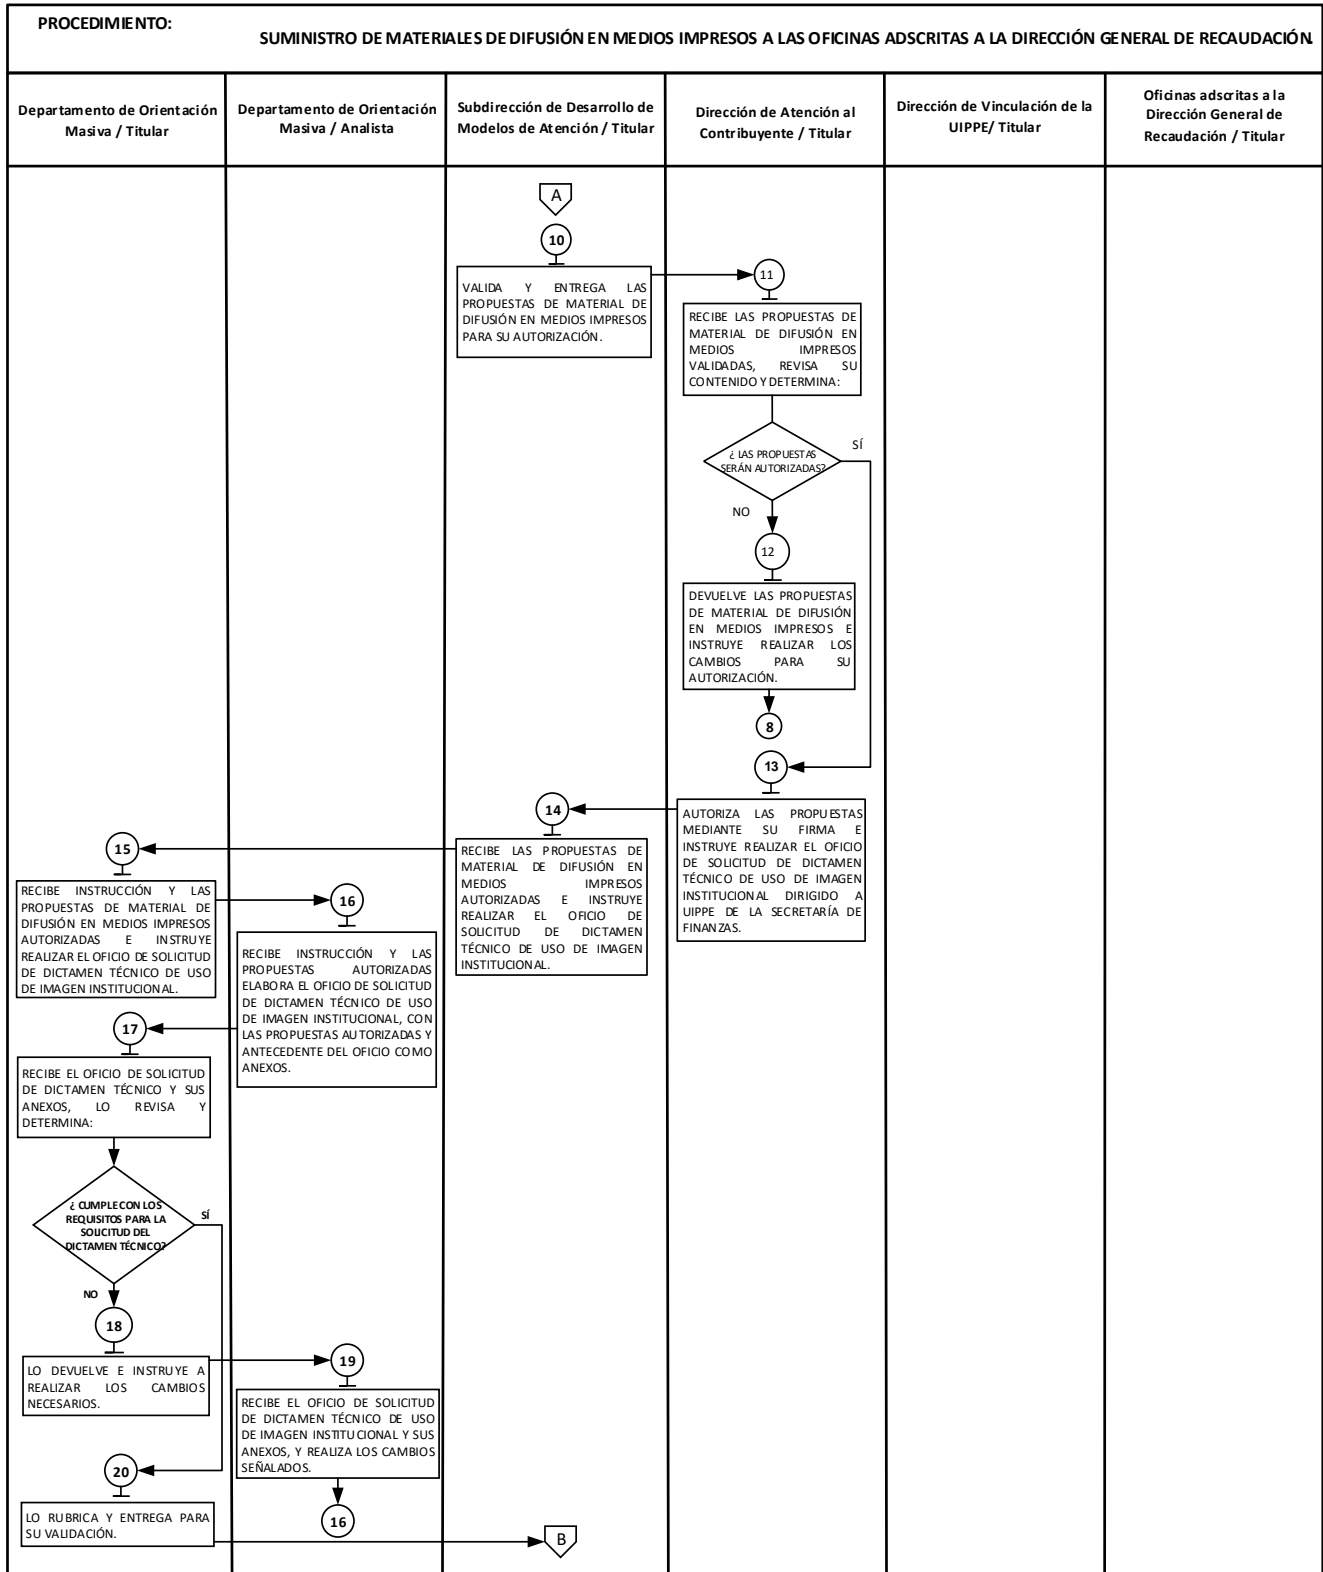 PROCEDIMIENTO:
SUMINISTRO DE MATERIALES DE DIFUSIÓN EN MEDIOS IMPRESOS A LAS OFICINAS ADSCRITAS A LA DIRECCIÓN GENERAL DE RECAUDACIÓN.
Departamento de Orientación
Masiva / Titular
Departamento de Orientación
Masiva / Analista
Subdirección de Desarrollo de
Modelos de Atención / Titular
Dirección de Atención al
Contribuyente / Titular
Dirección de Vinculación de la
UIPPE/ Titular
Oficinas adscritas a la
Dirección General de
Recaudación / Titular
A
10
VALIDA Y ENTREGA LAS
PROPUESTAS DE MATERIAL DE
DIFUSIÓN EN MEDIOS IMPRESOS
PARA SU AUTORIZACIÓN.
11
RECIBE LAS PROPUESTAS DE
MATERIAL DE DIFUSIÓN EN
MEDIOS IMPRESOS
VALIDADAS, REVISA SU
CONTENIDO Y DETERMINA:
¿ LAS PROPUESTAS
SERÁN AUTORIZADAS?
SÍ
NO
12
DEVUELVE LAS PROPUESTAS
DE MATERIAL DE DIFUSIÓN
EN MEDIOS IMPRESOS E
INSTRUYE REALIZAR LOS
CAMBIOS PARA SU
AUTORIZACIÓN.
8
13
AUTORIZA LAS PROPUESTAS
MEDIANTE SU FIRMA E
INSTRUYE REALIZAR EL OFICIO
DE SOLICITUD DE DICTAMEN
TÉCNICO DE USO DE IMAGEN
INSTITUCIONAL DIRIGIDO A
UIPPE DE LA SECRETARÍA DE
FINANZAS.
14
RECIBE LAS PROPUESTAS DE
MATERIAL DE DIFUSIÓN EN
MEDIOS IMPRESOS
AUTORIZADAS E INSTRUYE
REALIZAR EL OFICIO DE
SOLICITUD DE DICTAMEN
TÉCNICO DE USO DE IMAGEN
INSTITUCIONAL.
15
RECIBE INSTRUCCIÓN Y LAS
PROPUESTAS DE MATERIAL DE
DIFUSIÓN EN MEDIOS IMPRESOS
AUTORIZADAS E INSTRUYE
REALIZAR EL OFICIO DE SOLICITUD
DE DICTAMEN TÉCNICO DE USO
DE IMAGEN INSTITUCIONAL.
16
RECIBE INSTRUCCIÓN Y LAS
PROPUESTAS AUTORIZADAS
ELABORA EL OFICIO DE SOLICITUD
DE DICTAMEN TÉCNICO DE USO
DE IMAGEN INSTITUCIONAL, CON
LAS PROPUESTAS AUTORIZADAS Y
ANTECEDENTE DEL OFICIO COMO
ANEXOS.
17
RECIBE EL OFICIO DE SOLICITUD
DE DICTAMEN TÉCNICO Y SUS
ANEXOS, LO REVISA Y
DETERMINA:
¿ CUMPLE CON LOS
REQUISITOS PARA LA
SOLICITUD DEL
DICTAMEN TÉCNICO?
SÍ
NO
18
LO DEVUELVE E INSTRUYE A
REALIZAR LOS CAMBIOS
NECESARIOS.
19
RECIBE EL OFICIO DE SOLICITUD
DE DICTAMEN TÉCNICO DE USO
DE IMAGEN INSTITUCIONAL Y SUS
ANEXOS, Y REALIZA LOS CAMBIOS
SEÑALADOS.
16
20
LO RUBRICA Y ENTREGA PARA
SU VALIDACIÓN.
B